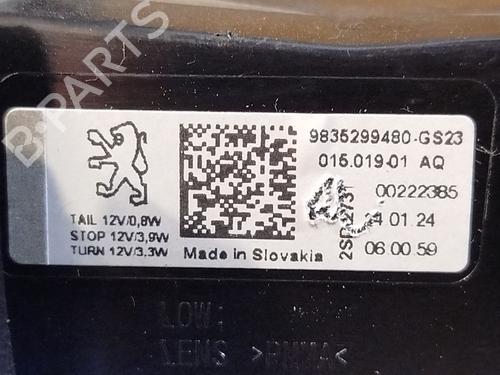 B-PARTS
9835299480-GS23
015.019-01 AQ
00222385
24 01 24
06 00 59
TAIL 12V/0,8W
STOP 12V/3,9W
TURN 12V/3,3W
Made in Slovakia
LOW:
LENS >PMMA<